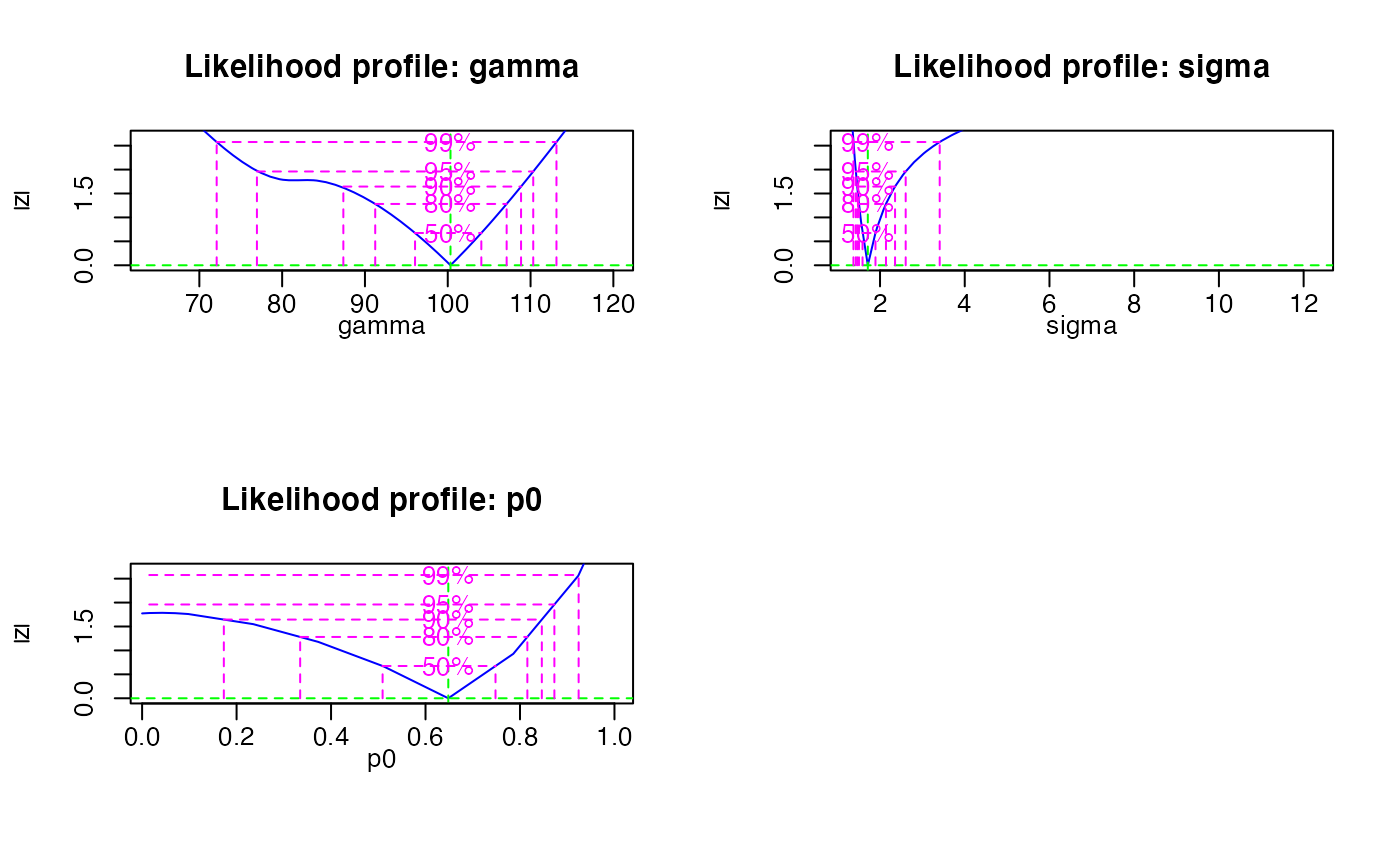 Likelihood profile: gamma
|z|
0.0 1.5
99%
95%
90%
80%
50%
70 80 90 100 110 120
gamma
Likelihood profile: sigma
|z|
0.0 1.5
99%
95%
90%
80%
50%
2 4 6 8 10 12
sigma
Likelihood profile: p0
|z|
0.0 1.5
99%
95%
90%
80%
50%
0.0 0.2 0.4 0.6 0.8 1.0
p0